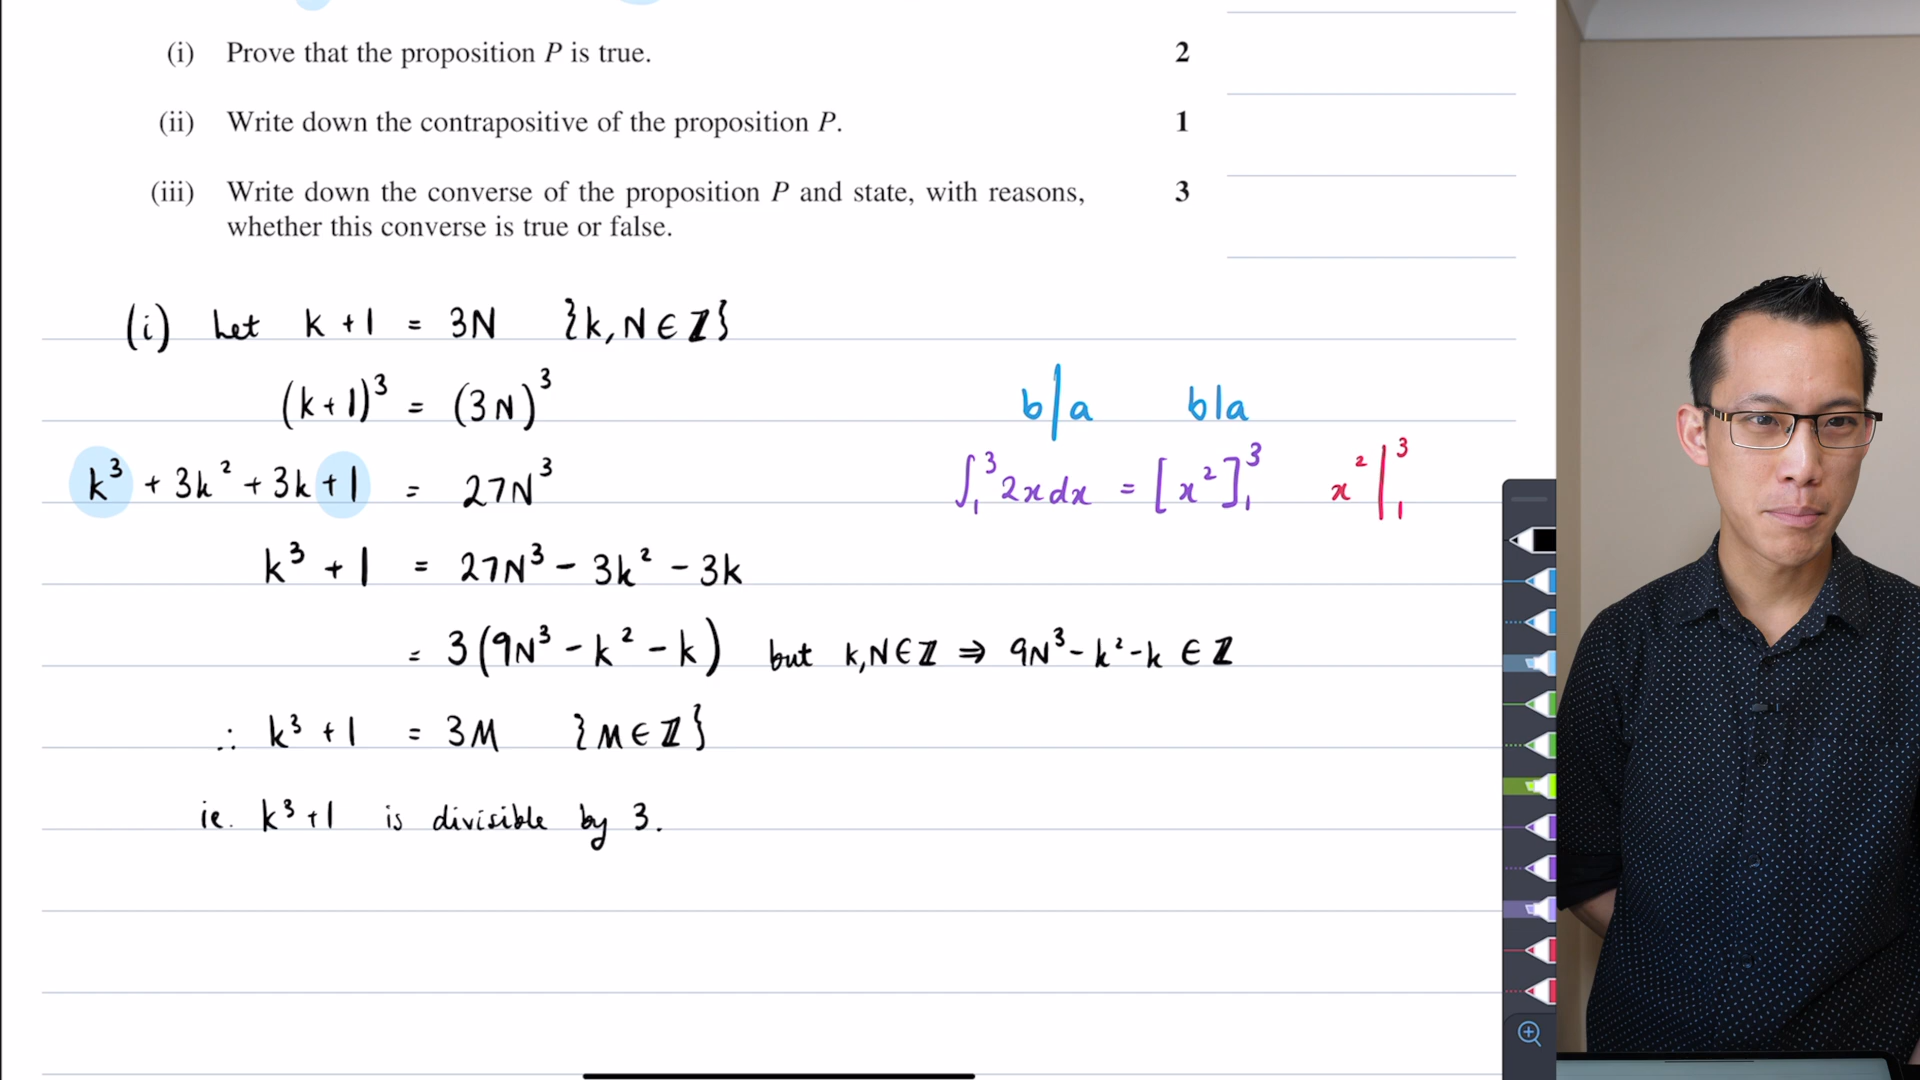 (i) Prove that the proposition P is true. 2
(ii) Write down the contrapositive of the proposition P. 1
(iii) Write down the converse of the proposition P and state, with reasons, 3
whether this converse is true or false.
(i) Let k + 1 = 3N {k, N ∈ ℤ}
(k+1)³ = (3N)³
b|a b|a
k³ + 3k² + 3k + 1 = 27N³
∫₁³ 2x dx = [x²]₁³ x²|₁³
k³ + 1 = 27N³ - 3k² - 3k
= 3(9N³ - k² - k) but k, N ∈ ℤ ⇒ 9N³ - k² - k ∈ ℤ
∴ k³ + 1 = 3M {M ∈ ℤ}
ie. k³ + 1 is divisible by 3.